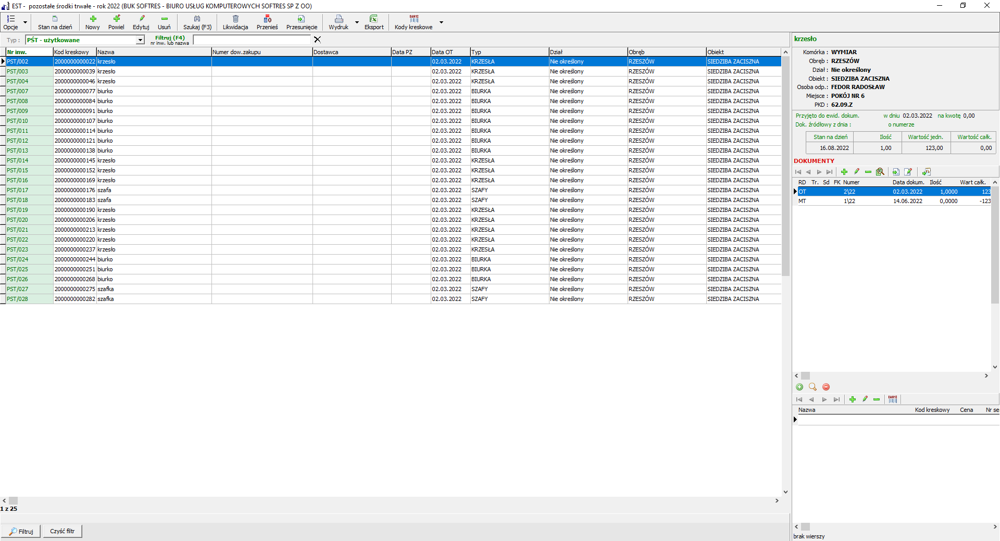 EST - pozostałe środki trwałe - rok 2022 (BUK SOFTRES - BIURO USŁUG KOMPUTEROWYCH SOFTRES SP Z OO)
Opcje Stan na dzień Nowy Powiel Edytuj Usuń Szukaj (F3) Likwidacja Przenieś Przesunięcie Wydruk Eksport Kody kreskowe
Typ : PŚT - użytkowane Filtruj (F4)
nr inw. lub nazwa
Nr inw. Kod kreskowy Nazwa Numer dow.zakupu Dostawca Data PZ Data OT Typ Dział Obręb Obiekt
PST/002 2000000000022 krzesło 02.03.2022 KRZESŁA Nie określony RZESZÓW SIEDZIBA ZACISZNA
PST/003 2000000000039 krzesło 02.03.2022 KRZESŁA Nie określony RZESZÓW SIEDZIBA ZACISZNA
PST/004 2000000000046 krzesło 02.03.2022 KRZESŁA Nie określony RZESZÓW SIEDZIBA ZACISZNA
PST/007 2000000000077 biurko 02.03.2022 BIURKA Nie określony RZESZÓW SIEDZIBA ZACISZNA
PST/008 2000000000084 biurko 02.03.2022 BIURKA Nie określony RZESZÓW SIEDZIBA ZACISZNA
PST/009 2000000000091 biurko 02.03.2022 BIURKA Nie określony RZESZÓW SIEDZIBA ZACISZNA
PST/010 2000000000107 biurko 02.03.2022 BIURKA Nie określony RZESZÓW SIEDZIBA ZACISZNA
PST/011 2000000000114 biurko 02.03.2022 BIURKA Nie określony RZESZÓW SIEDZIBA ZACISZNA
PST/012 2000000000121 biurko 02.03.2022 BIURKA Nie określony RZESZÓW SIEDZIBA ZACISZNA
PST/013 2000000000138 biurko 02.03.2022 BIURKA Nie określony RZESZÓW SIEDZIBA ZACISZNA
PST/014 2000000000145 krzesło 02.03.2022 KRZESŁA Nie określony RZESZÓW SIEDZIBA ZACISZNA
PST/015 2000000000152 krzesło 02.03.2022 KRZESŁA Nie określony RZESZÓW SIEDZIBA ZACISZNA
PST/016 2000000000169 krzesło 02.03.2022 KRZESŁA Nie określony RZESZÓW SIEDZIBA ZACISZNA
PST/017 2000000000176 szafa 02.03.2022 SZAFY Nie określony RZESZÓW SIEDZIBA ZACISZNA
PST/018 2000000000183 szafa 02.03.2022 SZAFY Nie określony RZESZÓW SIEDZIBA ZACISZNA
PST/019 2000000000190 krzesło 02.03.2022 KRZESŁA Nie określony RZESZÓW SIEDZIBA ZACISZNA
PST/020 2000000000206 krzesło 02.03.2022 KRZESŁA Nie określony RZESZÓW SIEDZIBA ZACISZNA
PST/021 2000000000213 krzesło 02.03.2022 KRZESŁA Nie określony RZESZÓW SIEDZIBA ZACISZNA
PST/022 2000000000220 krzesło 02.03.2022 KRZESŁA Nie określony RZESZÓW SIEDZIBA ZACISZNA
PST/023 2000000000237 krzesło 02.03.2022 KRZESŁA Nie określony RZESZÓW SIEDZIBA ZACISZNA
PST/024 2000000000244 biurko 02.03.2022 BIURKA Nie określony RZESZÓW SIEDZIBA ZACISZNA
PST/025 2000000000251 biurko 02.03.2022 BIURKA Nie określony RZESZÓW SIEDZIBA ZACISZNA
PST/026 2000000000268 biurko 02.03.2022 BIURKA Nie określony RZESZÓW SIEDZIBA ZACISZNA
PST/027 2000000000275 szafka 02.03.2022 SZAFY Nie określony RZESZÓW SIEDZIBA ZACISZNA
PST/028 2000000000282 szafka 02.03.2022 SZAFY Nie określony RZESZÓW SIEDZIBA ZACISZNA
1 z 25
Filtruj Czyść filtr
krzesło
Komórka : WYMIAR
Obręb : RZESZÓW
Dział : Nie określony
Obiekt : SIEDZIBA ZACISZNA
Osoba odp.: FEDOR RADOSŁAW
Miejsce : POKÓJ NR 6
PKD : 62.09.Z
Przyjęto do ewid. dokum. w dniu 02.03.2022 na kwotę 0,00
Dok. źródłowy z dnia : o numerze
Stan na dzień Ilość Wartość jedn. Wartość całk.
16.08.2022 1,00 123,00 0,00
DOKUMENTY
RD Tr. Sd FK Numer Data dokum. Ilość Wart całk.
OT 2\22 02.03.2022 1,0000 123
MT 1\22 14.06.2022 0,0000 -123
EAN13
Nazwa Kod kreskowy Cena Nr se
brak wierszy